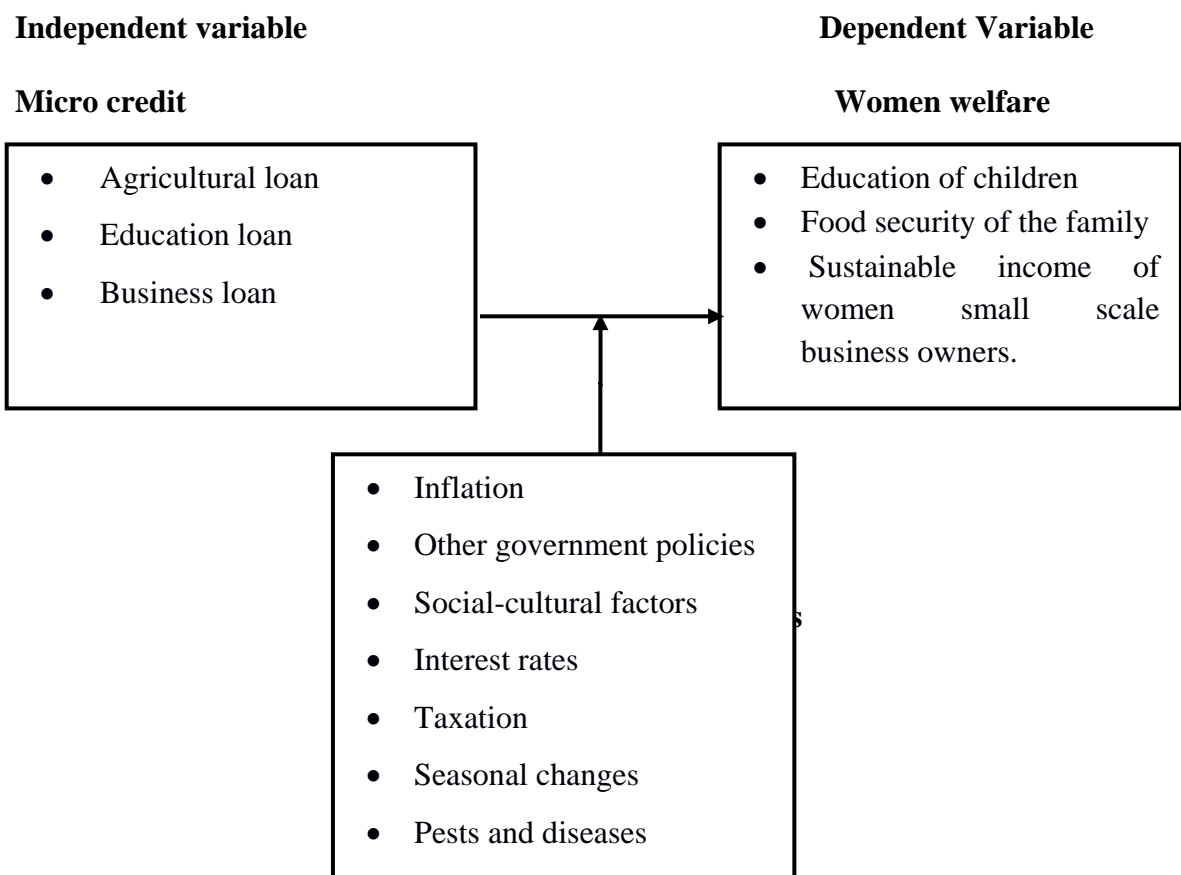 Independent variable
Dependent Variable
Micro credit
Women welfare
• Agricultural loan
• Education loan
• Business loan
• Education of children
• Food security of the family
• Sustainable income of
women small scale
business owners.
• Inflation
• Other government policies
• Social-cultural factors
• Interest rates
• Taxation
• Seasonal changes
• Pests and diseases
s